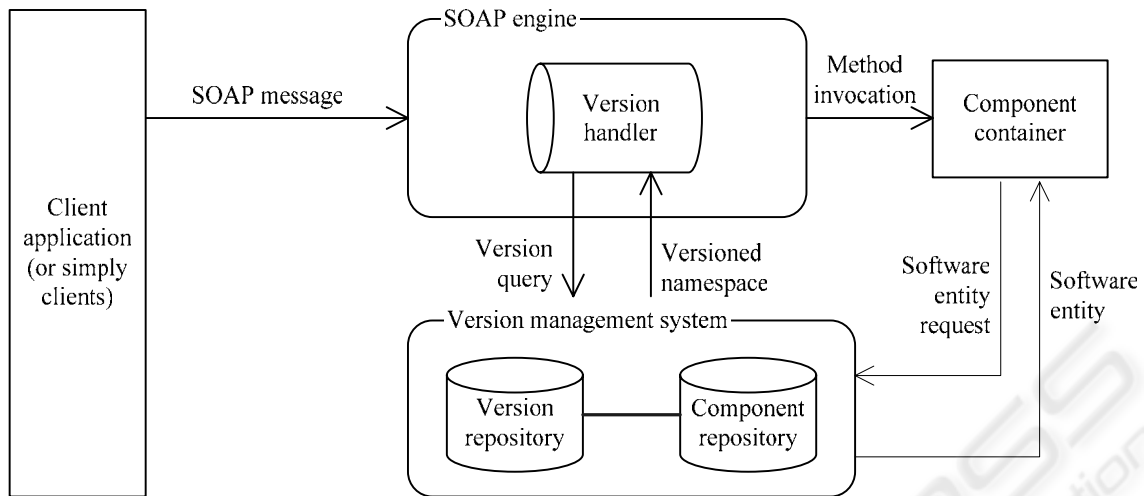 SOAP engine
SOAP message
Version
handler
Method
invocation
Component
container
Client
application
(or simply
clients)
Version
query
Versioned
namespace
Software
entity
request
Software
entity
Version management system
Version
repository
Component
repository